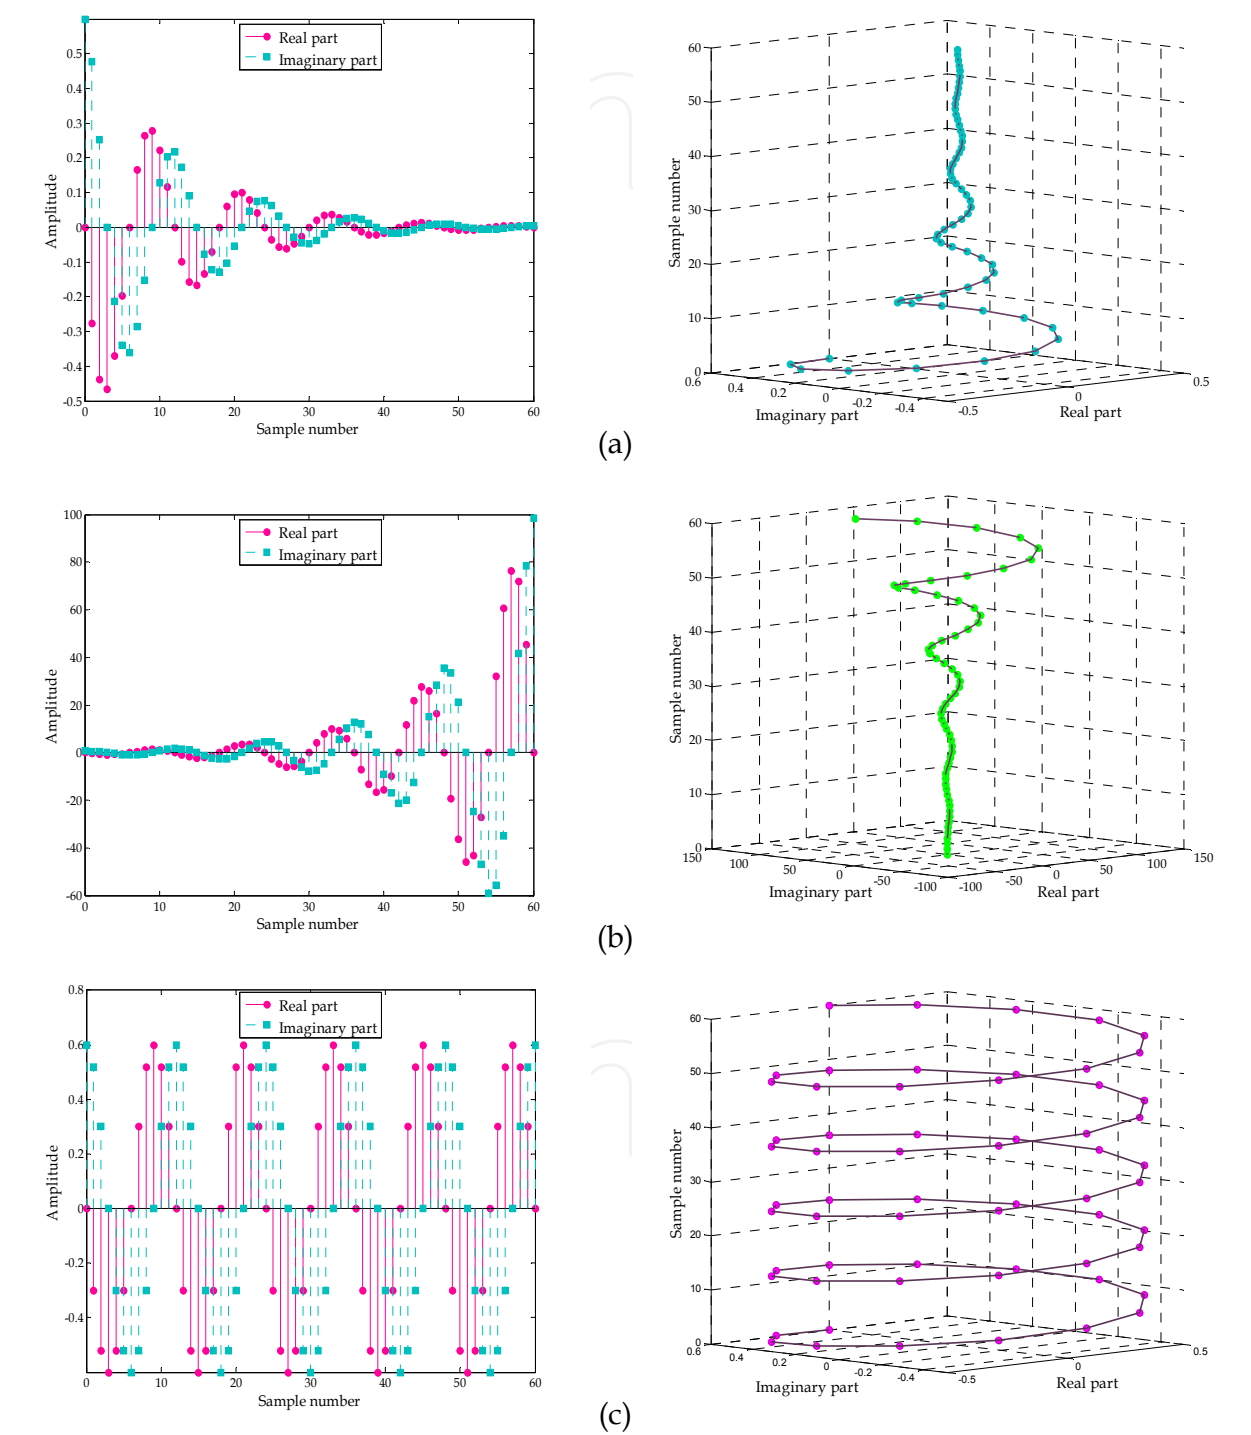 0.6
0.5
0.4
0.3
0.2
0.1
0
-0.1
-0.2
-0.3
-0.4
-0.5
Amplitude
Real part
Imaginary part
0 10 20 30 40 50 60
Sample number
60
50
40
30
20
10
0
Sample number
0.6 0.4 0.2 0 -0.2 -0.4
Imaginary part
-0.5 0 0.5
Real part
(a)
100
80
60
40
20
0
-20
-40
-60
Amplitude
Real part
Imaginary part
0 10 20 30 40 50 60
Sample number
60
50
40
30
20
10
0
Sample number
150 100 50 0 -50 -100
Imaginary part
-100 -50 0 50 100 150
Real part
(b)
0.8
0.6
0.4
0.2
0
-0.2
-0.4
Amplitude
Real part
Imaginary part
0 10 20 30 40 50 60
Sample number
60
50
40
30
20
10
0
Sample number
0.6 0.4 0.2 0 -0.2 -0.4
Imaginary part
-0.5 0 0.5
Real part
(c)